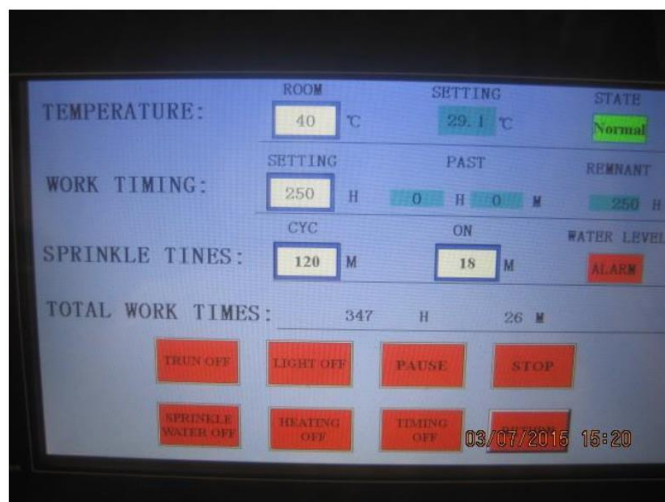 ROOM SETTING STATE
TEMPERATURE: 40 ℃ 29.1 ℃ Normal
SETTING PAST REMNANT
WORK TIMING: 250 H 0 H 0 M 250 H
CYC ON WATER LEVEL
SPRINKLE TINES: 120 M 18 M ALARM
TOTAL WORK TIMES: 347 H 26 M
TRUN OFF LIGHT OFF PAUSE STOP
SPRINKLE HEATING TIMING
WATER OFF OFF OFF
03/07/2015 15:20